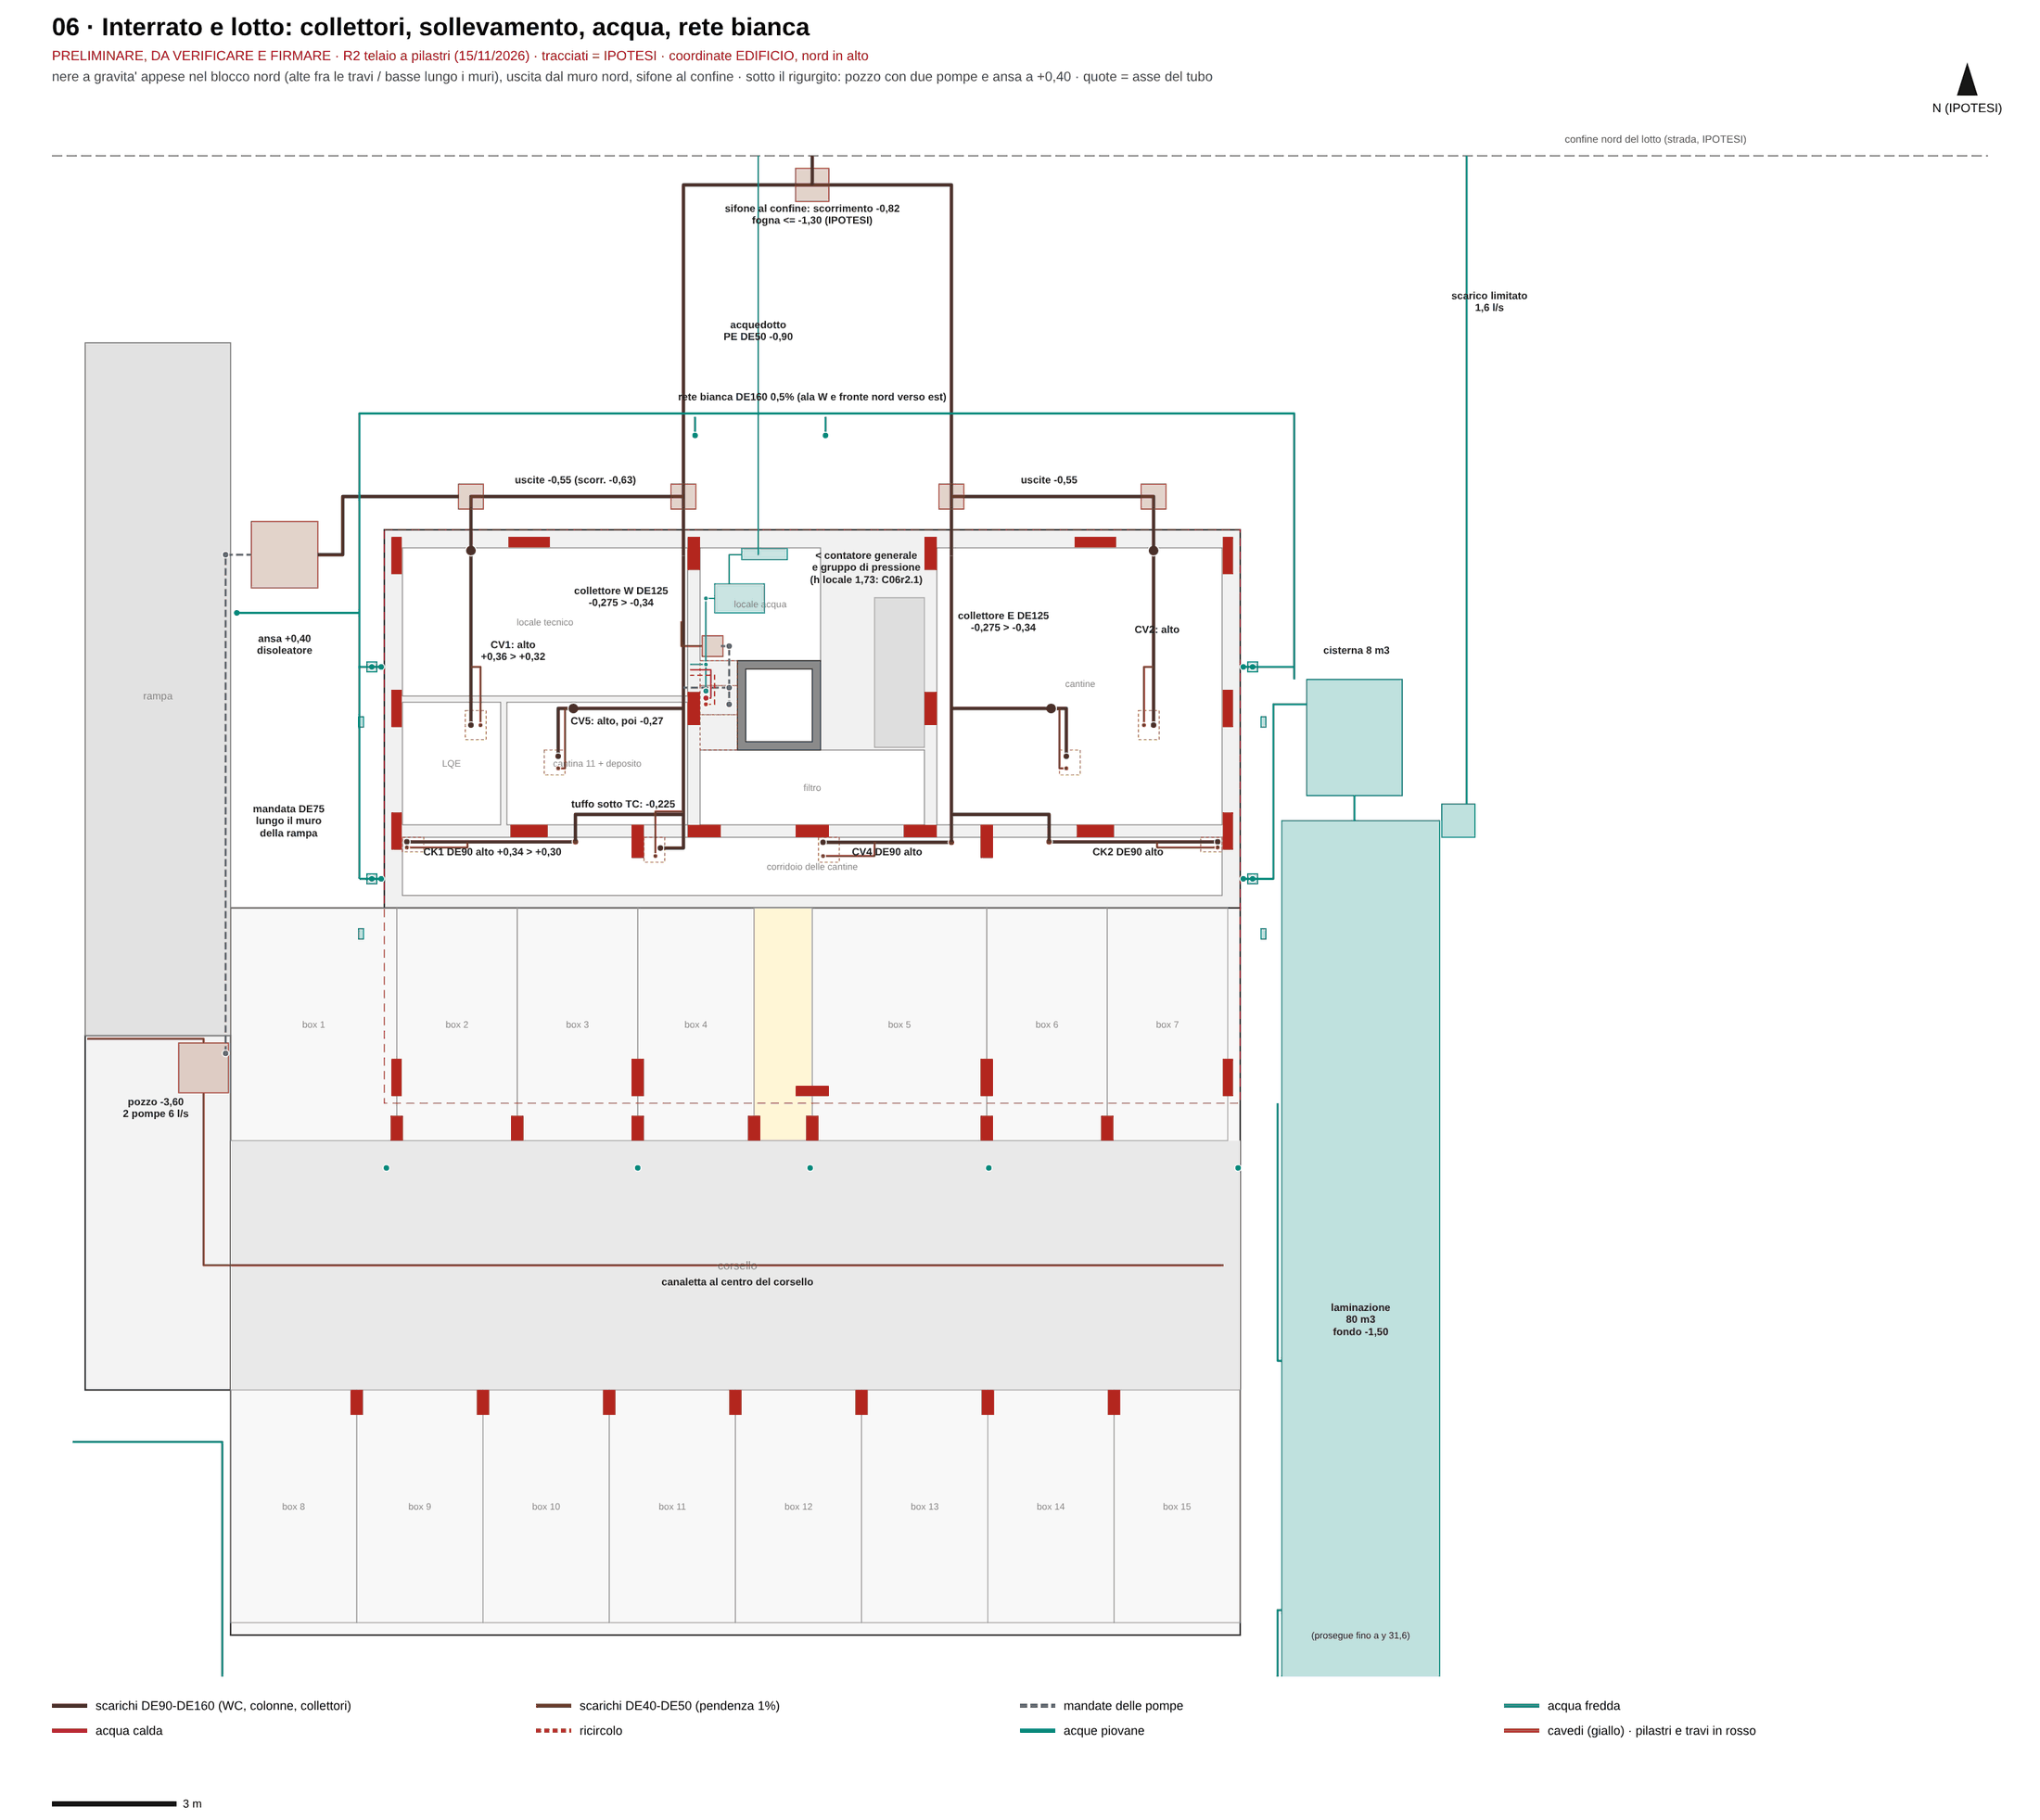 06 · Interrato e lotto: collettori, sollevamento, acqua, rete bianca
PRELIMINARE, DA VERIFICARE E FIRMARE · R2 telaio a pilastri (15/11/2026) · tracciati = IPOTESI · coordinate EDIFICIO, nord in alto
nere a gravita' appese nel blocco nord (alte fra le travi / basse lungo i muri), uscita dal muro nord, sifone al confine · sotto il rigurgito: pozzo con due pompe e ansa a +0,40 · quote = asse del tubo
N (IPOTESI)
confine nord del lotto (strada, IPOTESI)
sifone al confine: scorrimento -0,82
fogna <= -1,30 (IPOTESI)
scarico limitato
1,6 l/s
acquedotto
PE DE50 -0,90
rete bianca DE160 0,5% (ala W e fronte nord verso est)
uscite -0,55 (scorr. -0,63)
uscite -0,55
< contatore generale
e gruppo di pressione
(h locale 1,73: C06r2.1)
collettore W DE125
-0,275 > -0,34
locale acqua
locale tecnico
collettore E DE125
-0,275 > -0,34
CV2: alto
ansa +0,40
disoleatore
CV1: alto
+0,36 > +0,32
cisterna 8 m3
rampa
cantine
CV5: alto, poi -0,27
LQE
cantina 11 + deposito
filtro
mandata DE75
lungo il muro
della rampa
tuffo sotto TC: -0,225
CK1 DE90 alto +0,34 > +0,30
CV4 DE90 alto
CK2 DE90 alto
corridoio delle cantine
box 1
box 2
box 3
box 4
box 5
box 6
box 7
pozzo -3,60
2 pompe 6 l/s
corsello
canaletta al centro del corsello
laminazione
80 m3
fondo -1,50
box 8
box 9
box 10
box 11
box 12
box 13
box 14
box 15
(prosegue fino a y 31,6)
scarichi DE90-DE160 (WC, colonne, collettori)
scarichi DE40-DE50 (pendenza 1%)
mandate delle pompe
acqua fredda
acqua calda
ricircolo
acque piovane
cavedi (giallo) · pilastri e travi in rosso
3 m